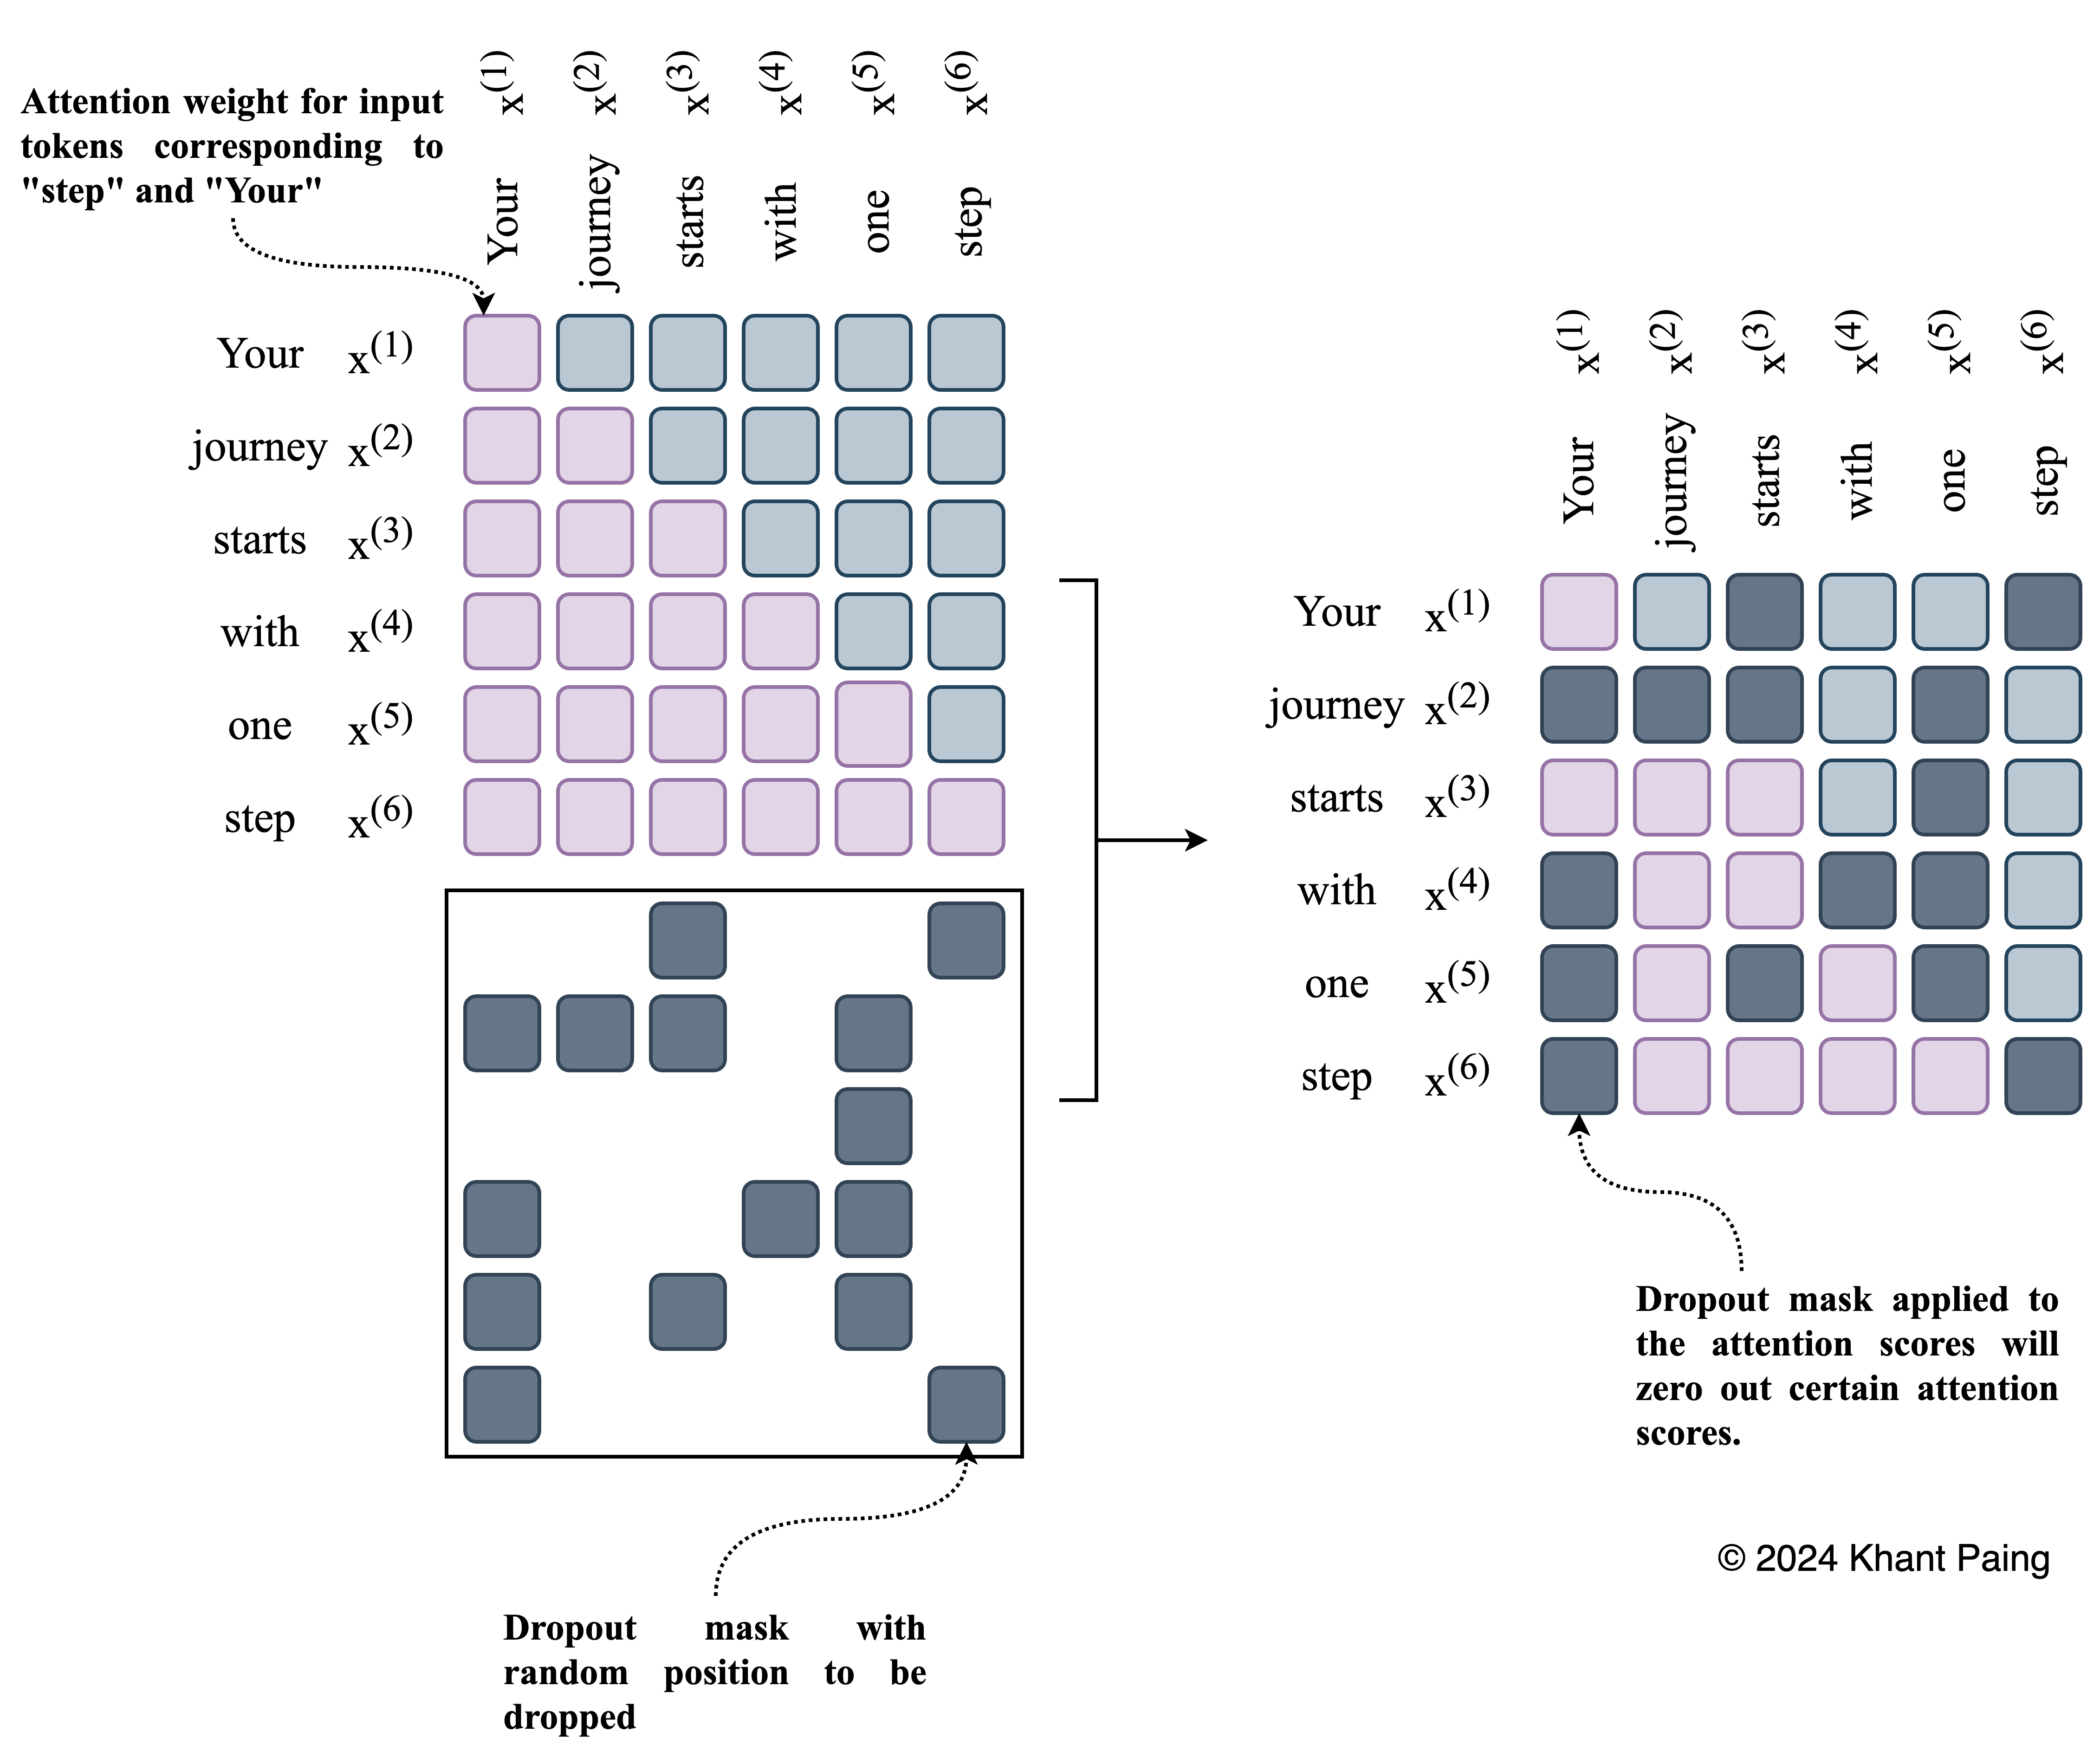 Attention weight for input
tokens corresponding to
"step" and "Your"
x(1) x(2) x(3) x(4) x(5) x(6)
Your journey starts with one step
Your x(1)
journey x(2)
starts x(3)
with x(4)
one x(5)
step x(6)
x(1) x(2) x(3) x(4) x(5) x(6)
Your journey starts with one step
Your x(1)
journey x(2)
starts x(3)
with x(4)
one x(5)
step x(6)
Dropout mask applied to
the attention scores will
zero out certain attention
scores.
© 2024 Khant Paing
Dropout mask with
random position to be
dropped